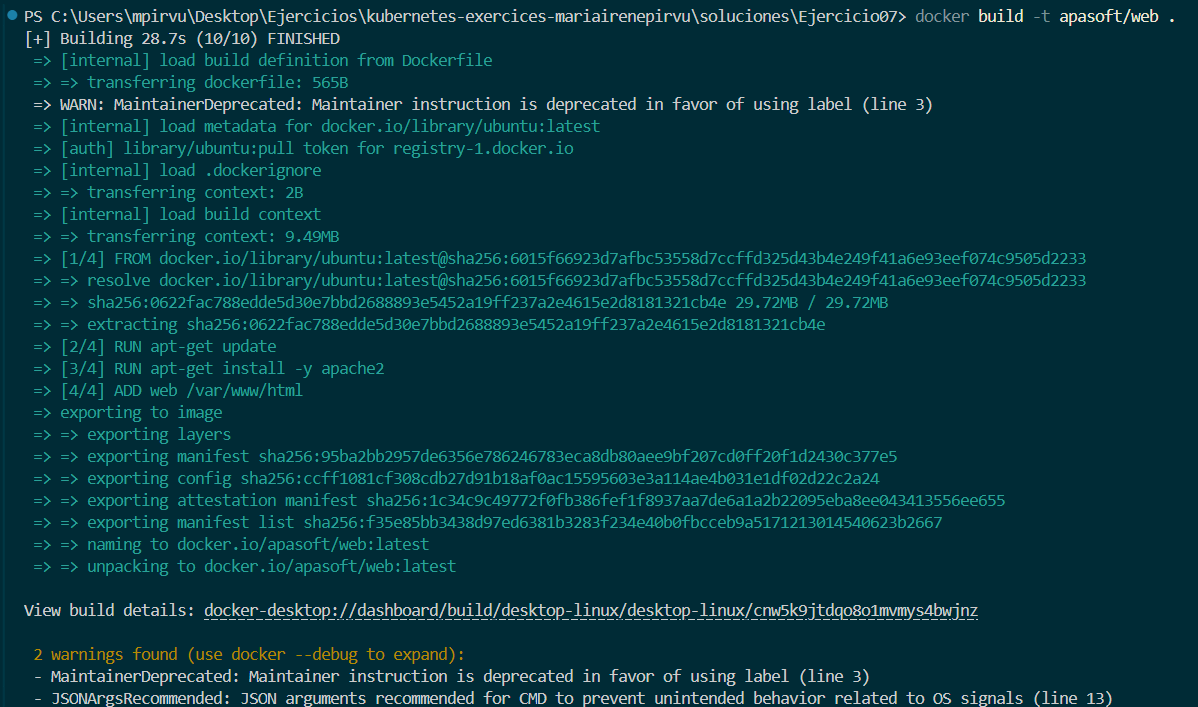 PS C:\Users\mpirvu\Desktop\Ejercicios\kubernetes-exercices-mariairenepirvu\soluciones\Ejercicio07> docker build -t apasoft/web .
[+] Building 28.7s (10/10) FINISHED
=> [internal] load build definition from Dockerfile
=> => transferring dockerfile: 565B
=> WARN: MaintainerDeprecated: Maintainer instruction is deprecated in favor of using label (line 3)
=> [internal] load metadata for docker.io/library/ubuntu:latest
=> [auth] library/ubuntu:pull token for registry-1.docker.io
=> [internal] load .dockerignore
=> => transferring context: 2B
=> [internal] load build context
=> => transferring context: 9.49MB
=> [1/4] FROM docker.io/library/ubuntu:latest@sha256:6015f66923d7afbc53558d7ccffd325d43b4e249f41a6e93eef074c9505d2233
=> => resolve docker.io/library/ubuntu:latest@sha256:6015f66923d7afbc53558d7ccffd325d43b4e249f41a6e93eef074c9505d2233
=> => sha256:0622fac788edde5d30e7bbd2688893e5452a19ff237a2e4615e2d8181321cb4e 29.72MB / 29.72MB
=> => extracting sha256:0622fac788edde5d30e7bbd2688893e5452a19ff237a2e4615e2d8181321cb4e
=> [2/4] RUN apt-get update
=> [3/4] RUN apt-get install -y apache2
=> [4/4] ADD web /var/www/html
=> exporting to image
=> => exporting layers
=> => exporting manifest sha256:95ba2bb2957de6356e786246783eca8db80aee9bf207cd0ff20f1d2430c377e5
=> => exporting config sha256:ccff1081cf308cdb27d91b18af0ac15595603e3a114ae4b031e1df02d22c2a24
=> => exporting attestation manifest sha256:1c34c9c49772f0fb386fef1f8937aa7de6a1a2b22095eba8ee043413556ee655
=> => exporting manifest list sha256:f35e85bb3438d97ed6381b3283f234e40b0fbcceb9a5171213014540623b2667
=> => naming to docker.io/apasoft/web:latest
=> => unpacking to docker.io/apasoft/web:latest
View build details: docker-desktop://dashboard/build/desktop-linux/desktop-linux/cnw5k9jtdqo8o1mvmys4bwjnz
2 warnings found (use docker --debug to expand):
- MaintainerDeprecated: Maintainer instruction is deprecated in favor of using label (line 3)
- JSONArgsRecommended: JSON arguments recommended for CMD to prevent unintended behavior related to OS signals (line 13)